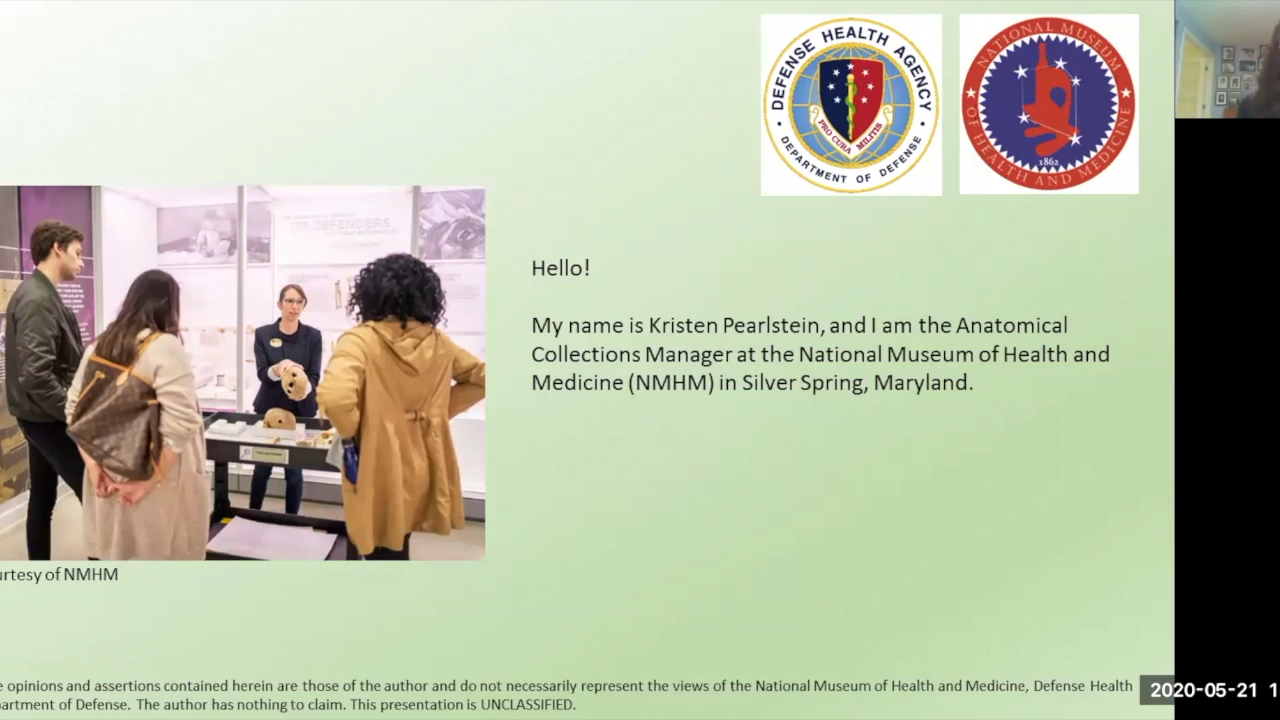 DEFENSE HEALTH AGENCY
PRO CURA MILITIS
DEPARTMENT OF DEFENSE
NATIONAL MUSEUM
OF HEALTH AND MEDICINE
1862
THE DEFENDERS
Hello!
My name is Kristen Pearlstein, and I am the Anatomical
Collections Manager at the National Museum of Health and
Medicine (NMHM) in Silver Spring, Maryland.
urtesy of NMHM
e opinions and assertions contained herein are those of the author and do not necessarily represent the views of the National Museum of Health and Medicine, Defense Health
artment of Defense. The author has nothing to claim. This presentation is UNCLASSIFIED.
2020-05-21 1